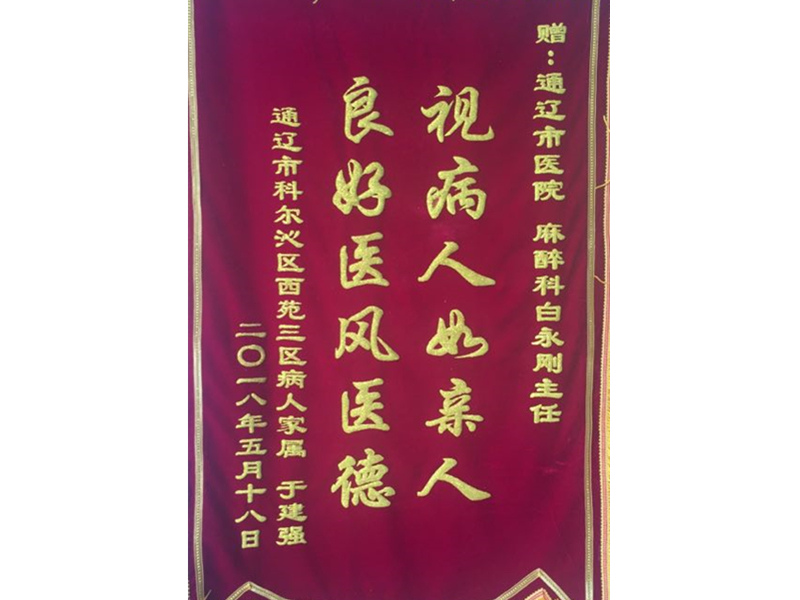 赠：通辽市医院 麻醉科白永刚主任
视病人如亲人
良好医风医德
通辽市科尔沁区西苑三区病人家属 于建强
二〇一八年五月十八日